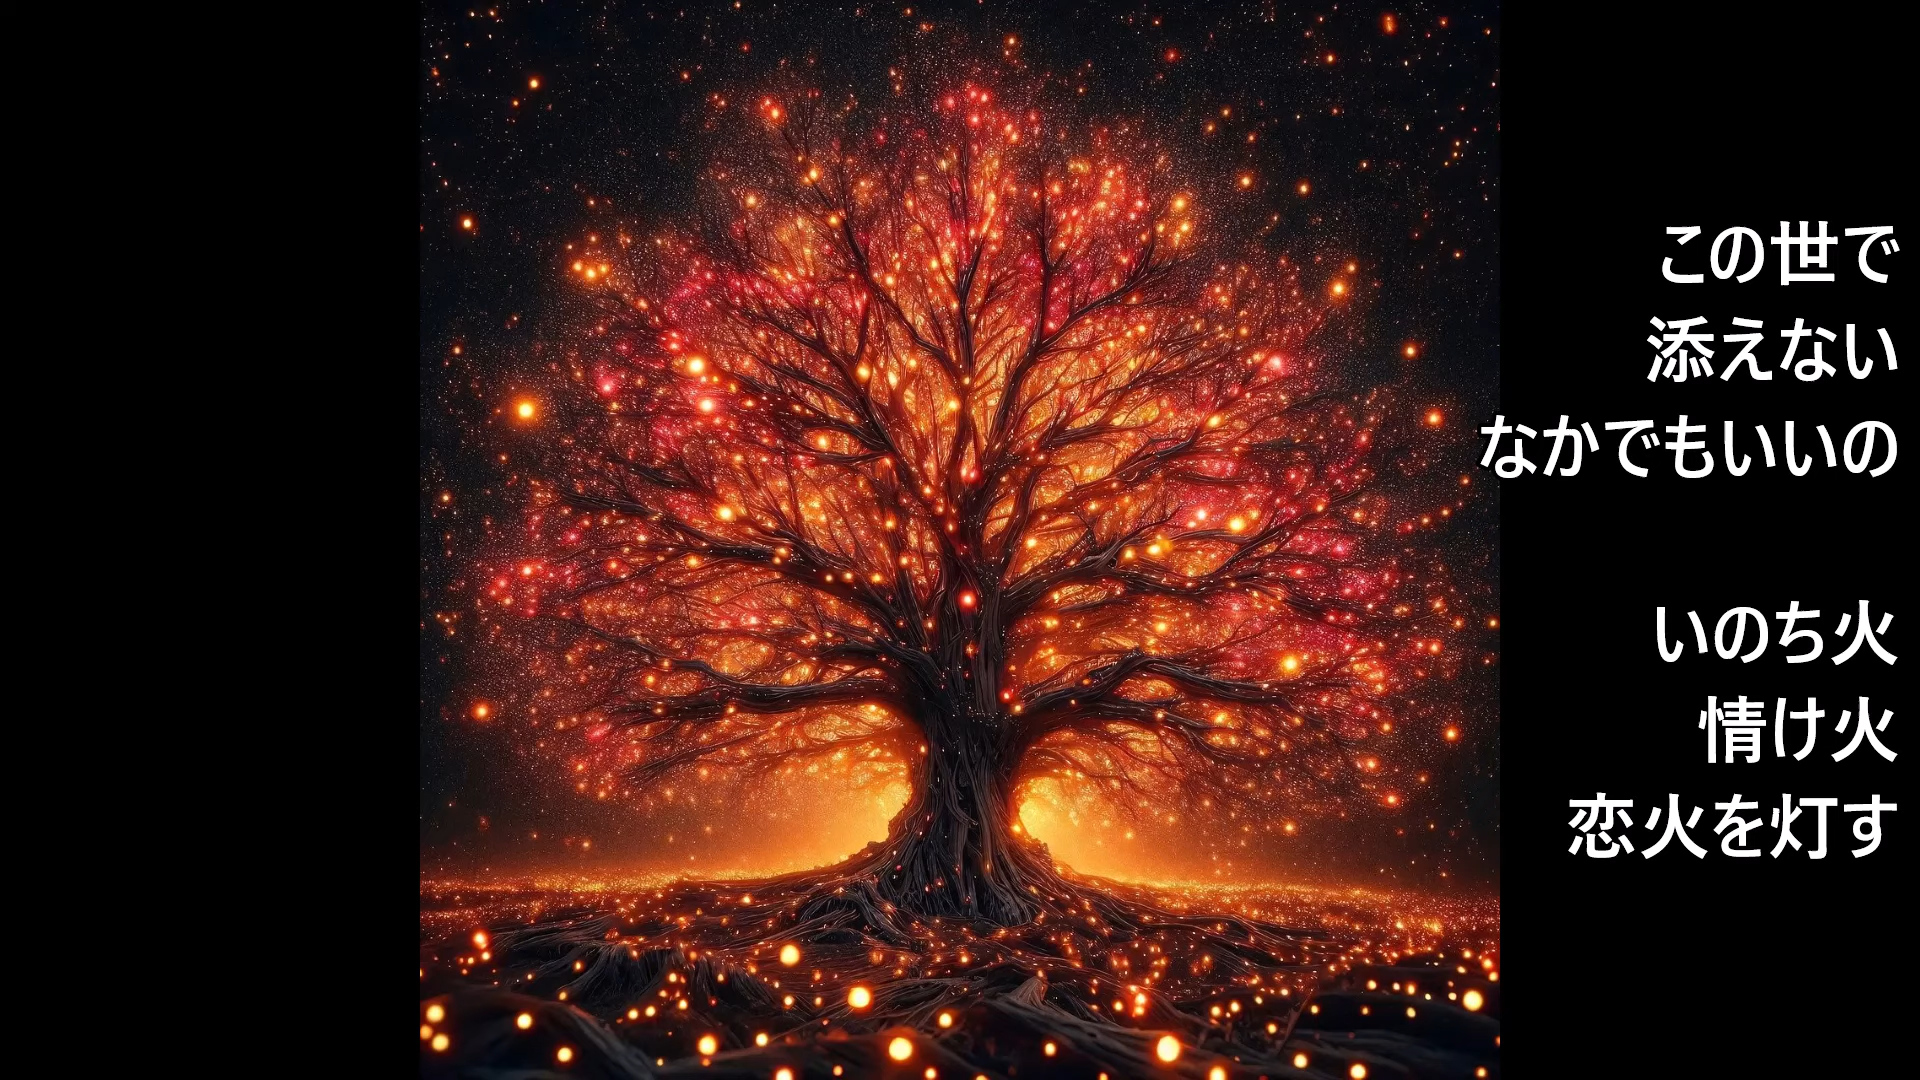 この世で
添えない
なかでもいいの
いのち火
情け火
恋火を灯す